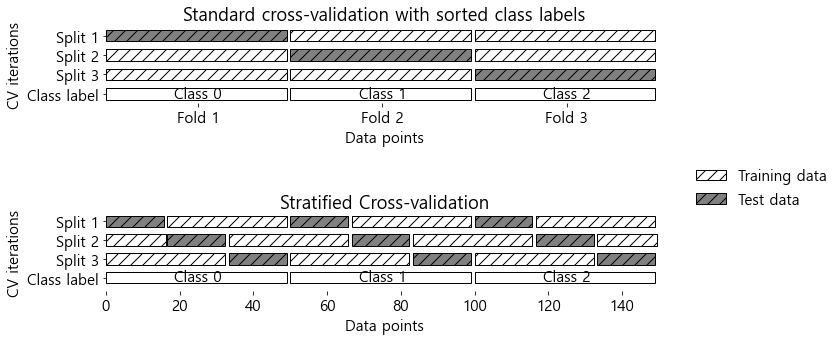 Standard cross-validation with sorted class labels
CV iterations
Split 1
Split 2
Split 3
Class label
Class 0 Class 1 Class 2
Fold 1 Fold 2 Fold 3
Data points
Training data
Test data
Stratified Cross-validation
CV iterations
Split 1
Split 2
Split 3
Class label
Class 0 Class 1 Class 2
0 20 40 60 80 100 120 140
Data points